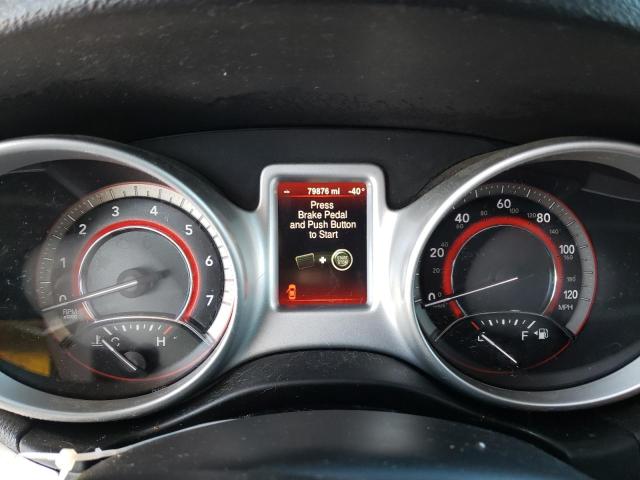 -- 79876 mi -40°
Press
Brake Pedal
and Push Button
to Start
+
0 1 2 3 4 5 6 7
RPM
C H
0 20 40 60 80 100 120
MPH
E F